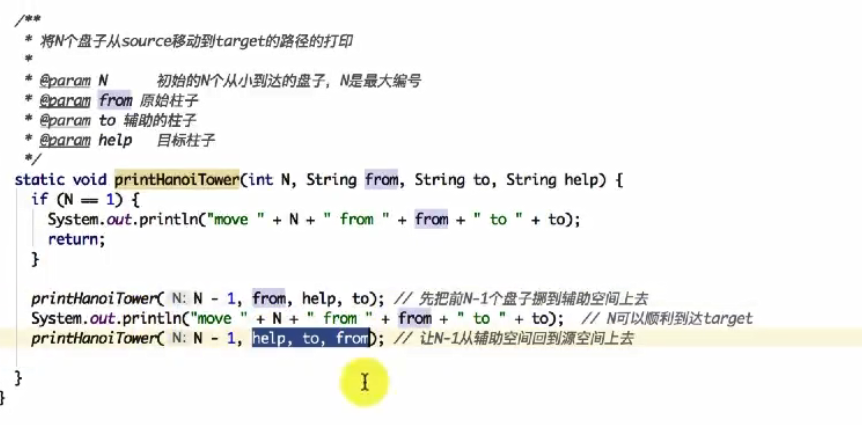 /**
* 将N个盘子从source移动到target的路径的打印
*
* @param N 初始的N个从小到达的盘子，N是最大编号
* @param from 原始柱子
* @param to 辅助的柱子
* @param help 目标柱子
*/
static void printHanoiTower(int N, String from, String to, String help) {
if (N == 1) {
System.out.println("move " + N + " from " + from + " to " + to);
return;
}
printHanoiTower( N: N - 1, from, help, to); // 先把前N-1个盘子挪到辅助空间上去
System.out.println("move " + N + " from " + from + " to " + to); // N可以顺利到达target
printHanoiTower( N: N - 1, help, to, from); // 让N-1从辅助空间回到源空间上去
}
}